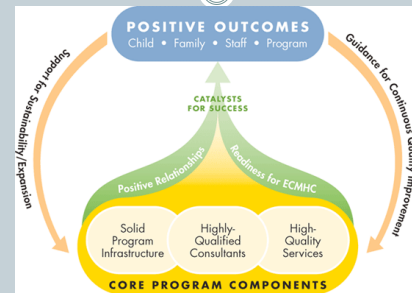 POSITIVE OUTCOMES
Child • Family • Staff • Program
Support for Sustainability/Expansion
Guidance for Continuous Quality Improvement
CATALYSTS
FOR SUCCESS
Positive Relationships
Readiness for ECMHC
Solid
Program
Infrastructure
Highly-
Qualified
Consultants
High-
Quality
Services
CORE PROGRAM COMPONENTS